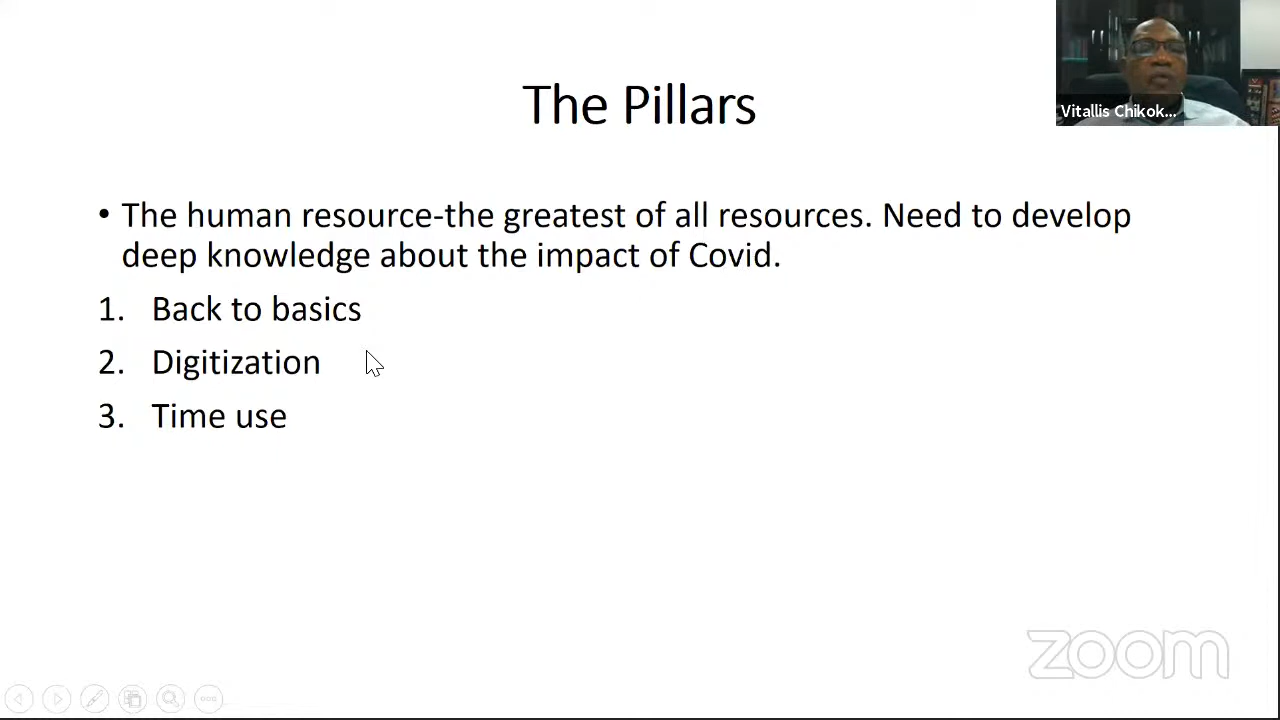 The Pillars
Vitallis Chikok...
• The human resource-the greatest of all resources. Need to develop
deep knowledge about the impact of Covid.
1. Back to basics
2. Digitization
3. Time use
zoom